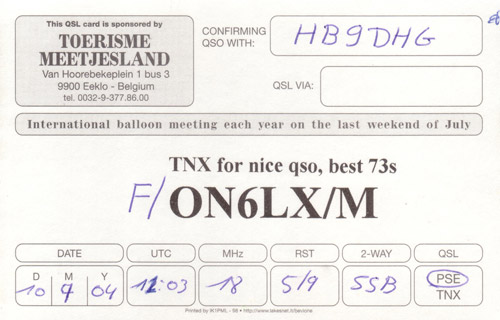 This QSL card is sponsored by
TOERISME
MEETJESLAND
Van Hoorebekeplein 1 bus 3
9900 Eeklo - Belgium
tel. 0032-9-377.86.00
CONFIRMING
QSO WITH:
HB9DHG
QSL VIA:
International balloon meeting each year on the last weekend of July
TNX for nice qso, best 73s
F/ON6LX/M
DATE UTC MHz RST 2-WAY QSL
D M Y
10 04 :03 18 5/9 SSB PSE
TNX